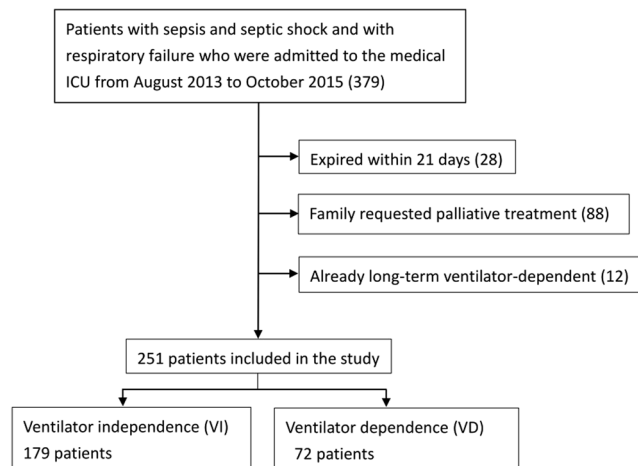 Patients with sepsis and septic shock and with
respiratory failure who were admitted to the medical
ICU from August 2013 to October 2015 (379)
Expired within 21 days (28)
Family requested palliative treatment (88)
Already long-term ventilator-dependent (12)
251 patients included in the study
Ventilator independence (VI)
179 patients
Ventilator dependence (VD)
72 patients